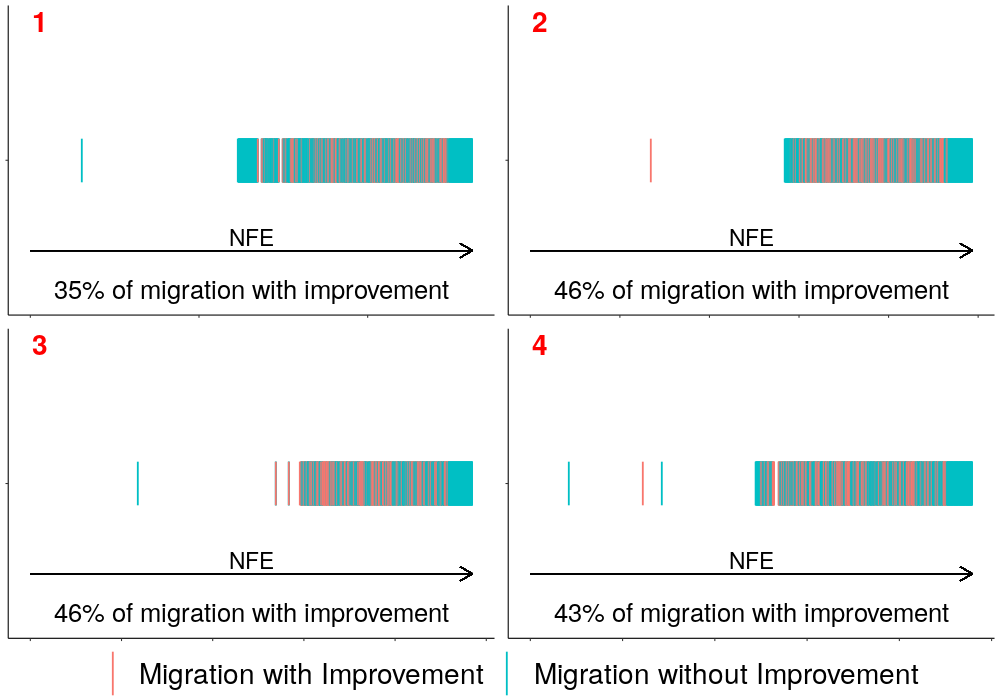 1
NFE
35% of migration with improvement
2
NFE
46% of migration with improvement
3
NFE
46% of migration with improvement
4
NFE
43% of migration with improvement
Migration with Improvement
Migration without Improvement